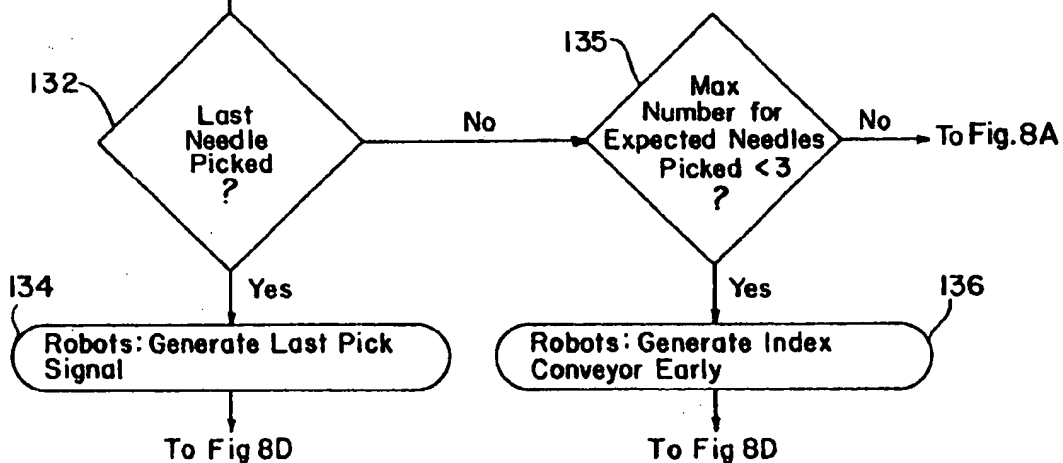 132
Last
Needle
Picked
?
No
135
Max
Number for
Expected Needles
Picked <3
?
No
To Fig.8A
Yes
Yes
134
Robots: Generate Last Pick
Signal
136
Robots: Generate Index
Conveyor Early
To Fig 8D
To Fig 8D